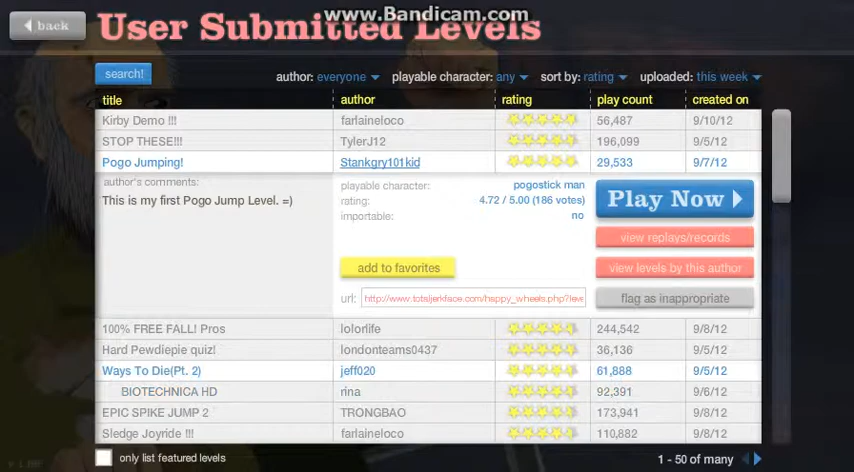 www.Bandicam.com
back
User Submitted Levels
search!
author: everyone playable character: any sort by: rating uploaded: this week
title author rating play count created on
Kirby Demo !!! farlaineloco 56,487 9/10/12
STOP THESE!!! TylerJ12 196,099 9/5/12
Pogo Jumping! Stankgry101kid 29,533 9/7/12
author's comments:
This is my first Pogo Jump Level. =)
playable character: pogostick man
rating: 4.72 / 5.00 (186 votes)
importable: no
Play Now
view replays/records
add to favorites
view levels by this author
url: http://www.totaljerkface.com/happy_wheels.php?leve
flag as inappropriate
100% FREE FALL! Pros lolorlife 244,542 9/8/12
Hard Pewdiepie quiz! londonteams0437 36,136 9/5/12
Ways To Die(Pt. 2) jeff020 61,888 9/5/12
BIOTECHNICA HD rina 92,391 9/6/12
EPIC SPIKE JUMP 2 TRONGBAO 173,941 9/8/12
Sledge Joyride !!! farlaineloco 110,882 9/8/12
only list featured levels
1 - 50 of many